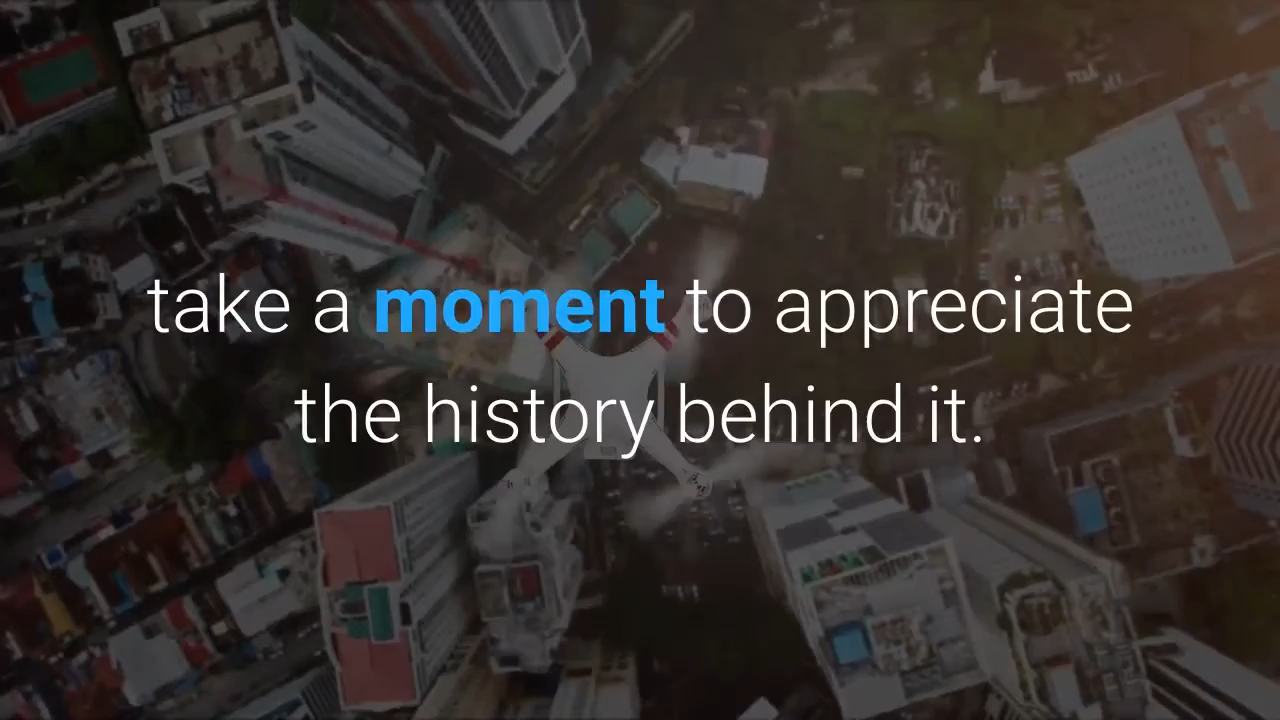 take a moment to appreciate
the history behind it.